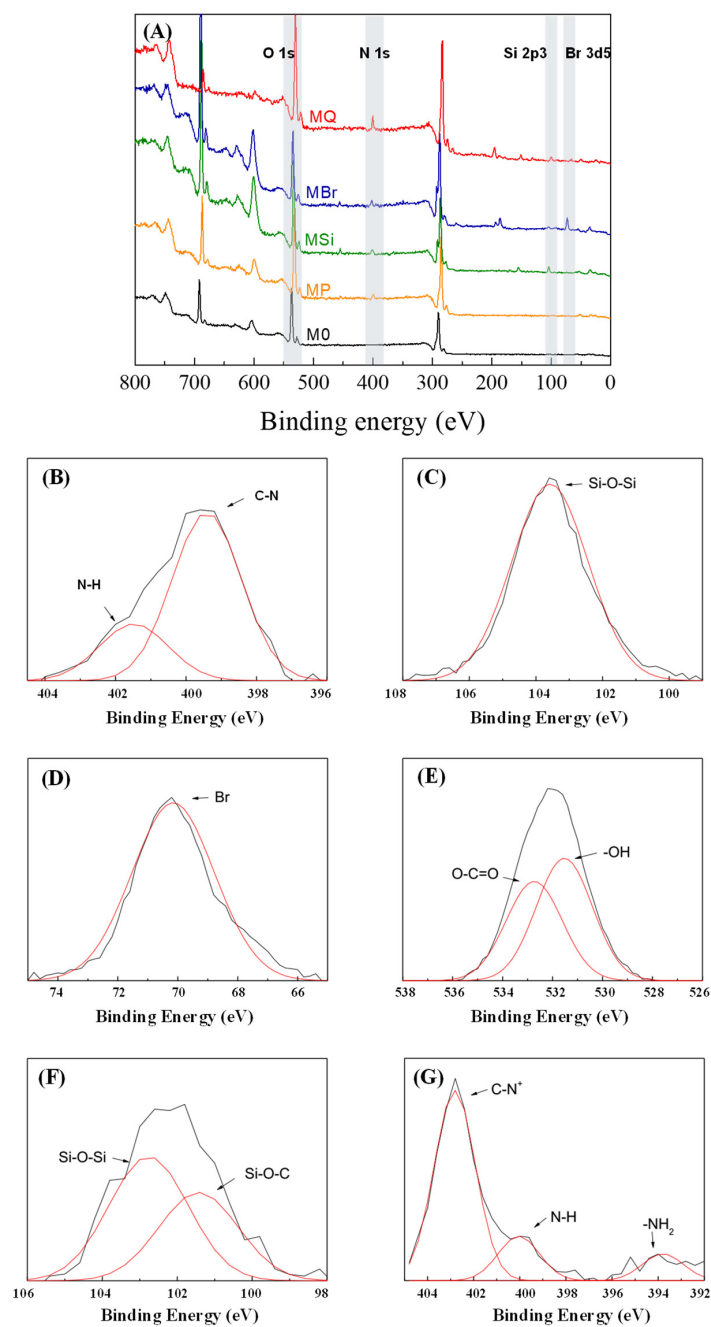 (A)
O 1s N 1s Si 2p3 Br 3d5
MQ
MBr
MSi
MP
M0
800 700 600 500 400 300 200 100 0
Binding energy (eV)
(B)
C-N
N-H
404 402 400 398 396
Binding Energy (eV)
(C)
Si-O-Si
108 106 104 102 100
Binding Energy (eV)
(D)
Br
74 72 70 68 66
Binding Energy (eV)
(E)
-OH
O-C=O
538 536 534 532 530 528 526
Binding Energy (eV)
(F)
Si-O-Si
Si-O-C
106 104 102 100 98
Binding Energy (eV)
(G)
C-N⁺
N-H
-NH₂
404 402 400 398 396 394 392
Binding Energy (eV)